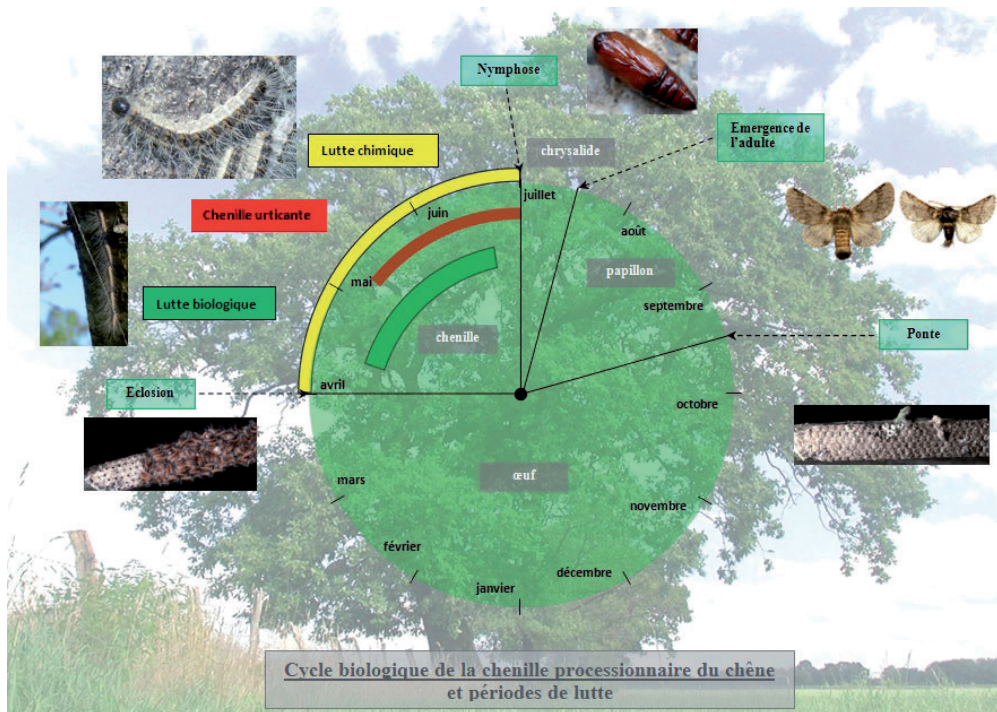 Nymphose
Emergence de
l'adulte
Lutte chimique
chrysalide
juillet
juin
Chenille urticante
août
mai
papillon
Lutte biologique
septembre
chenille
Ponte
Eclosion
avril
octobre
œuf
mars
novembre
février
décembre
janvier
Cycle biologique de la chenille processionnaire du chêne
et périodes de lutte